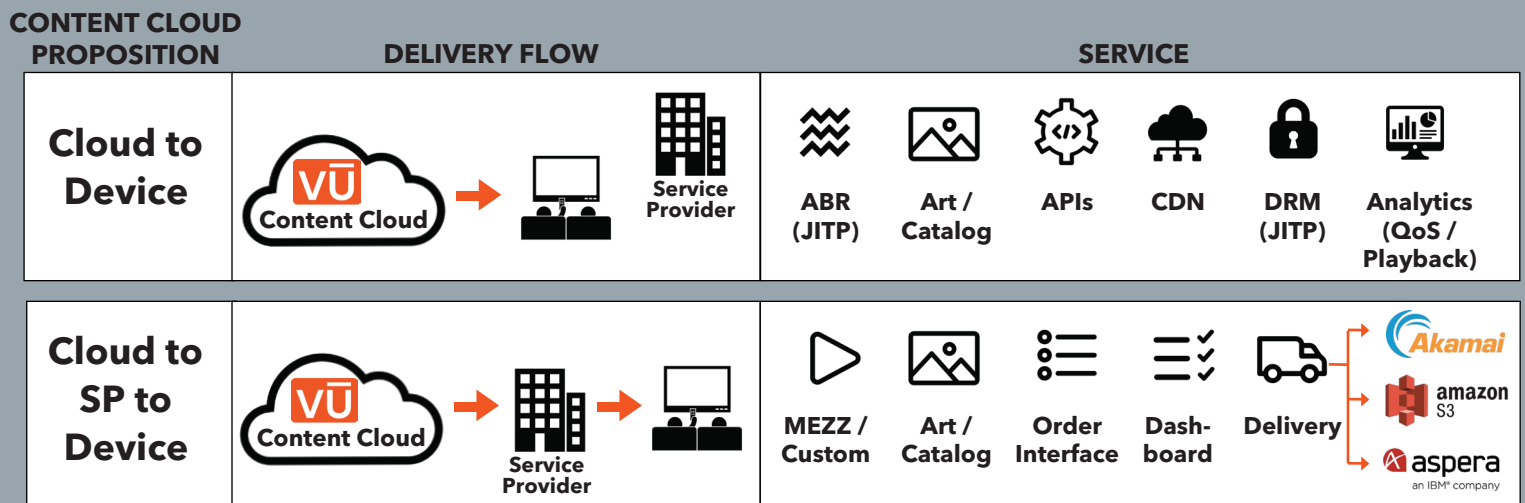 CONTENT CLOUD
PROPOSITION
DELIVERY FLOW
SERVICE
Cloud to
Device
VŪ
Content Cloud
Service
Provider
ABR
(JITP)
Art /
Catalog
</>
APIs
CDN
DRM
(JITP)
Analytics
(QoS /
Playback)
Cloud to
SP to
Device
VŪ
Content Cloud
Service
Provider
MEZZ /
Custom
Art /
Catalog
Order
Interface
Dash-
board
Delivery
Akamai
amazon
S3
aspera
an IBM® company